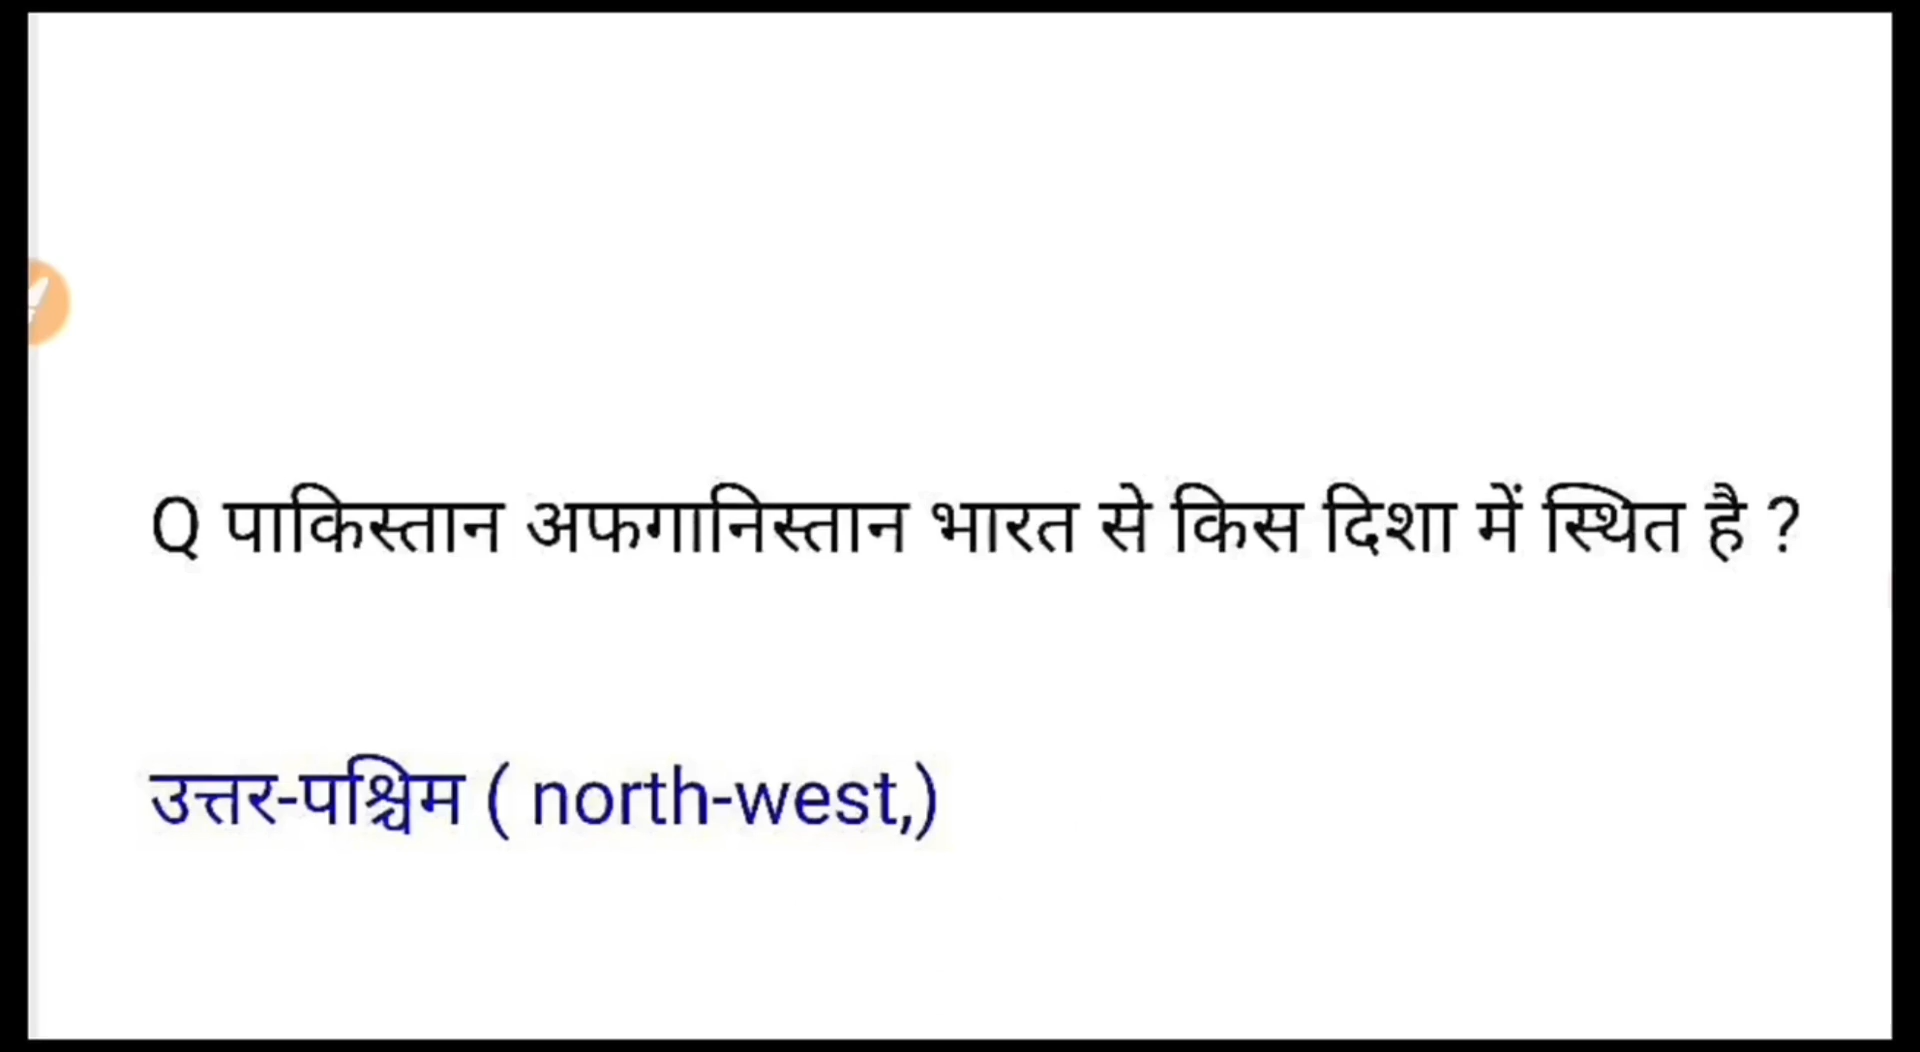 Q पाकिस्तान अफगानिस्तान भारत से किस दिशा में स्थित है ?
उत्तर-पश्चिम ( north-west,)